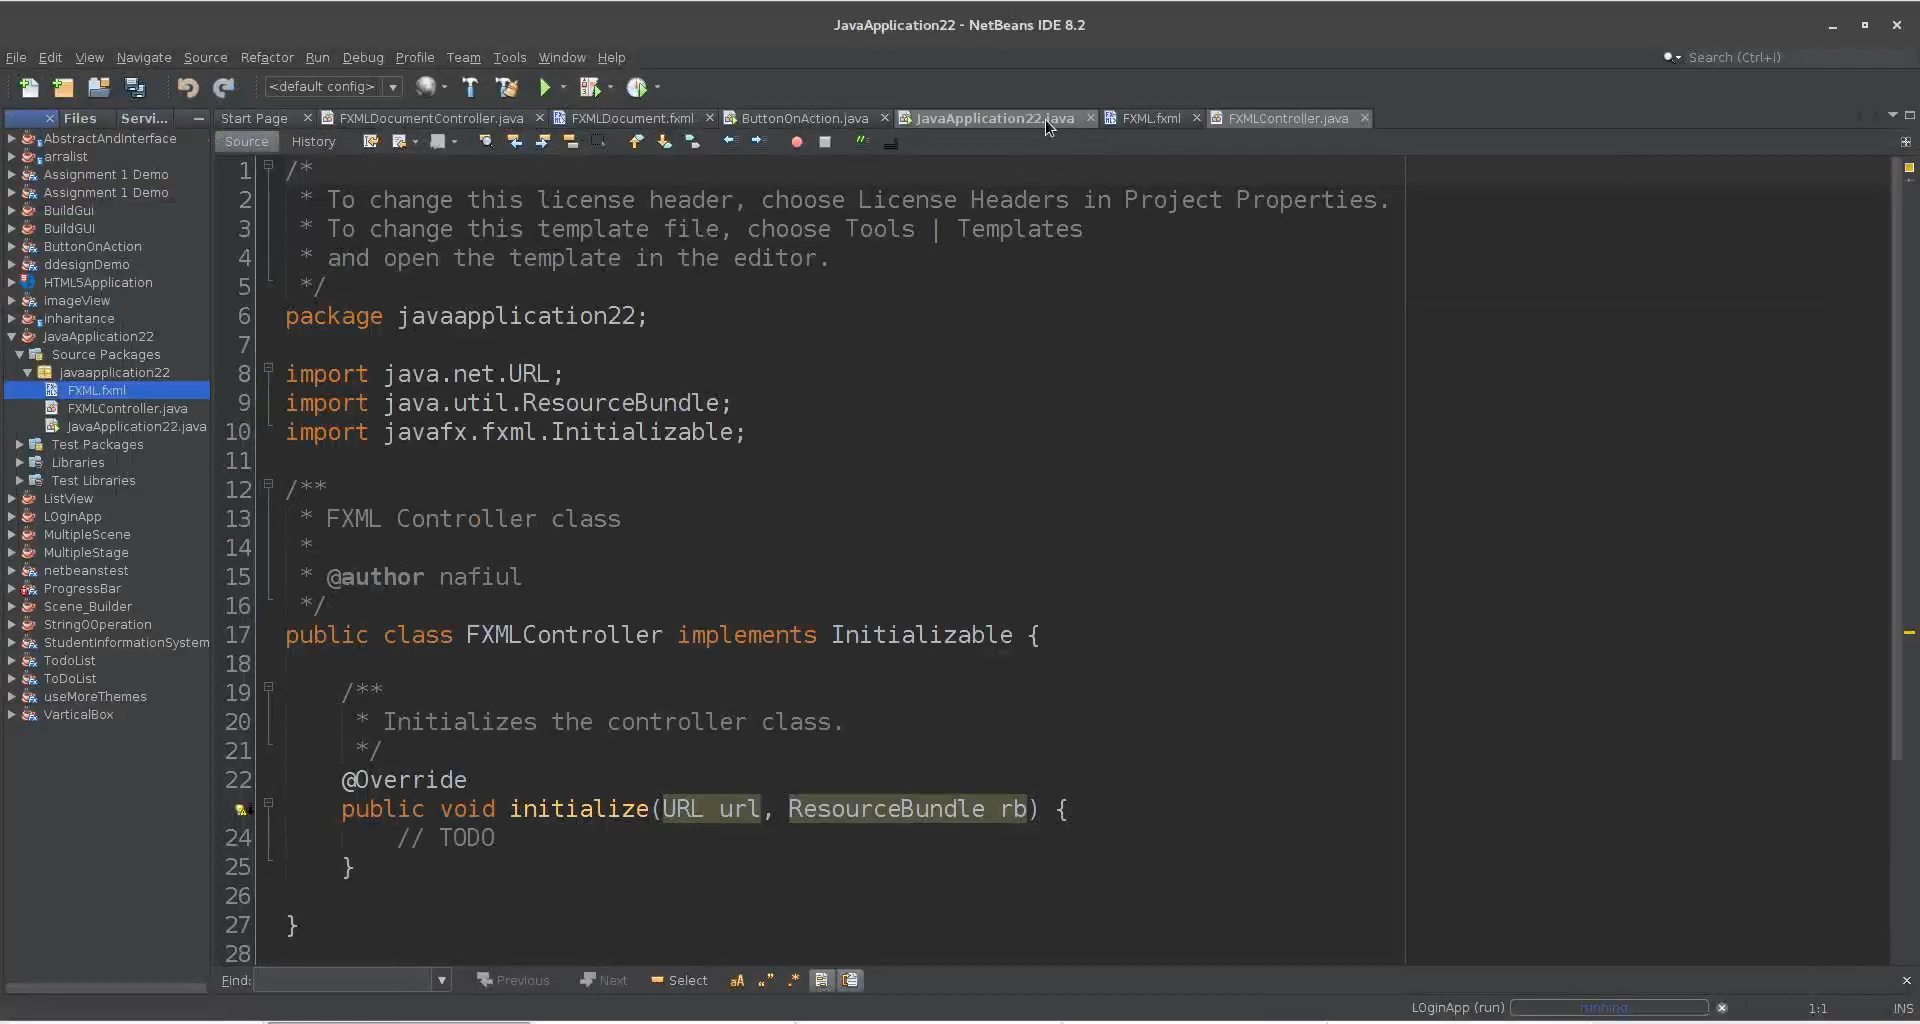 JavaApplication22 - NetBeans IDE 8.2
File Edit View Navigate Source Refactor Run Debug Profile Team Tools Window Help
Search (Ctrl+I)
<default config>
Files Servi...
Start Page FXMLDocumentController.java FXMLDocument.fxml ButtonOnAction.java JavaApplication22.java FXML.fxml FXMLController.java
Source History
AbstractAndInterface
arralist
Assignment 1 Demo
Assignment 1 Demo
BuildGui
BuildGUI
ButtonOnAction
ddesignDemo
HTML5Application
imageView
inheritance
JavaApplication22
Source Packages
javaapplication22
FXML.fxml
FXMLController.java
JavaApplication22.java
Test Packages
Libraries
Test Libraries
ListView
LOginApp
MultipleScene
MultipleStage
netbeanstest
ProgressBar
Scene_Builder
StringOOperation
StudentInformationSystem
TodoList
ToDoList
useMoreThemes
VarticalBox
1 /*
2 * To change this license header, choose License Headers in Project Properties.
3 * To change this template file, choose Tools | Templates
4 * and open the template in the editor.
5 */
6 package javaapplication22;
7
8 import java.net.URL;
9 import java.util.ResourceBundle;
10 import javafx.fxml.Initializable;
11
12 /**
13 * FXML Controller class
14 *
15 * @author nafiul
16 */
17 public class FXMLController implements Initializable {
18
19 /**
20 * Initializes the controller class.
21 */
22 @Override
public void initialize(URL url, ResourceBundle rb) {
24 // TODO
25 }
26
27 }
28
Find: Previous Next Select aA
LOginApp (run) running... 1:1 INS